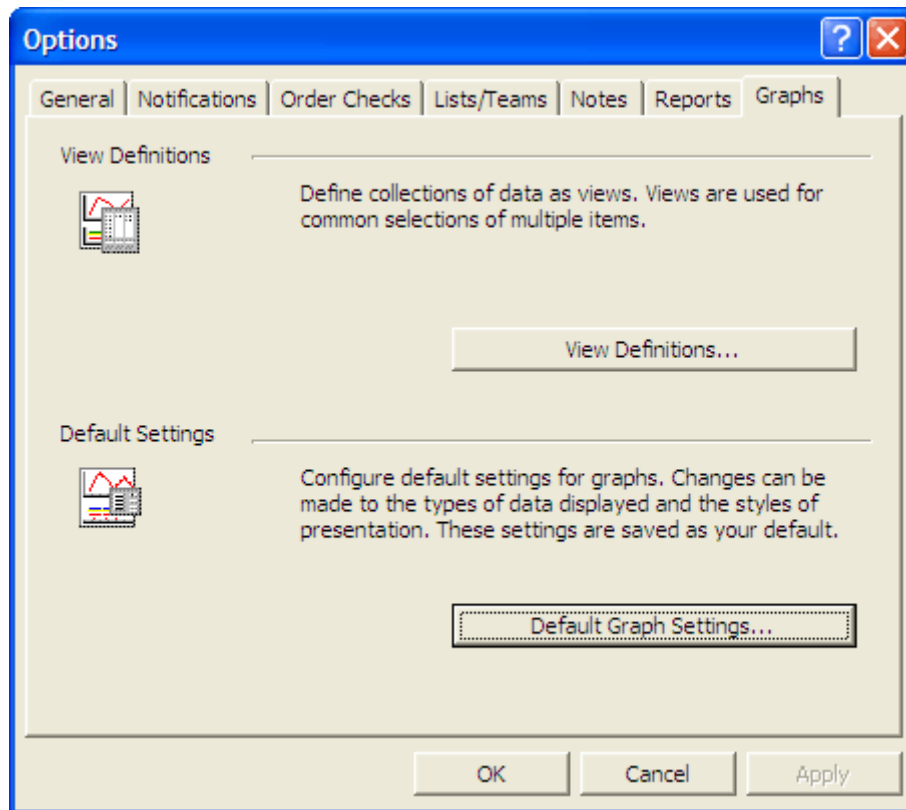 Options
General Notifications Order Checks Lists/Teams Notes Reports Graphs
View Definitions
Define collections of data as views. Views are used for
common selections of multiple items.
View Definitions...
Default Settings
Configure default settings for graphs. Changes can be
made to the types of data displayed and the styles of
presentation. These settings are saved as your default.
Default Graph Settings...
OK Cancel Apply